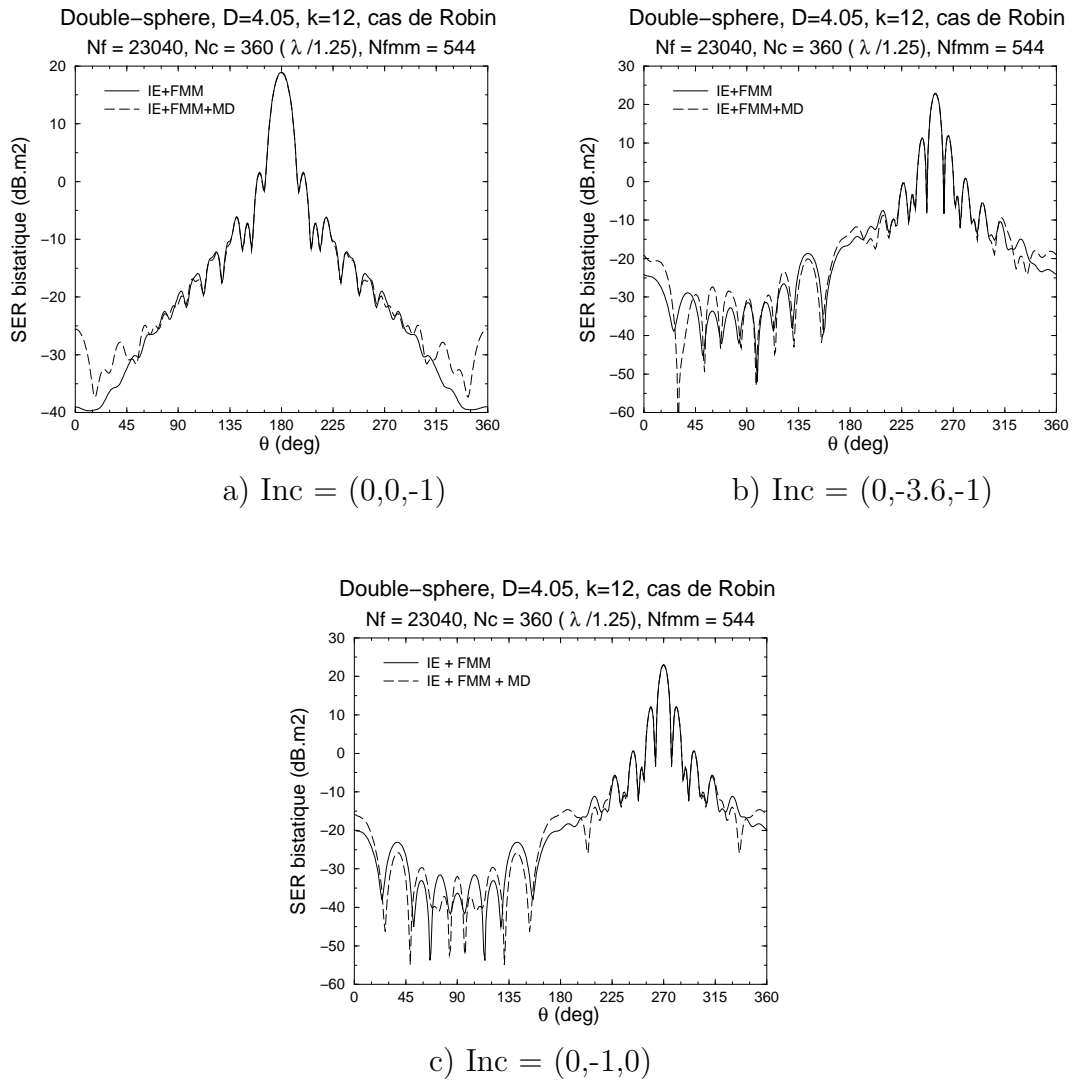 Double−sphere, D=4.05, k=12, cas de Robin
Nf = 23040, Nc = 360 ( λ /1.25), Nfmm = 544
20
10
0
−10
−20
−30
−40
SER bistatique (dB.m2)
IE+FMM
IE+FMM+MD
0 45 90 135 180 225 270 315 360
θ (deg)
a) Inc = (0,0,-1)
Double−sphere, D=4.05, k=12, cas de Robin
Nf = 23040, Nc = 360 ( λ /1.25), Nfmm = 544
30
20
10
0
−10
−20
−30
−40
−50
−60
SER bistatique (dB.m2)
IE+FMM
IE+FMM+MD
0 45 90 135 180 225 270 315 360
θ (deg)
b) Inc = (0,-3.6,-1)
Double−sphere, D=4.05, k=12, cas de Robin
Nf = 23040, Nc = 360 ( λ /1.25), Nfmm = 544
30
20
10
0
−10
−20
−30
−40
−50
−60
SER bistatique (dB.m2)
IE + FMM
IE + FMM + MD
0 45 90 135 180 225 270 315 360
θ (deg)
c) Inc = (0,-1,0)